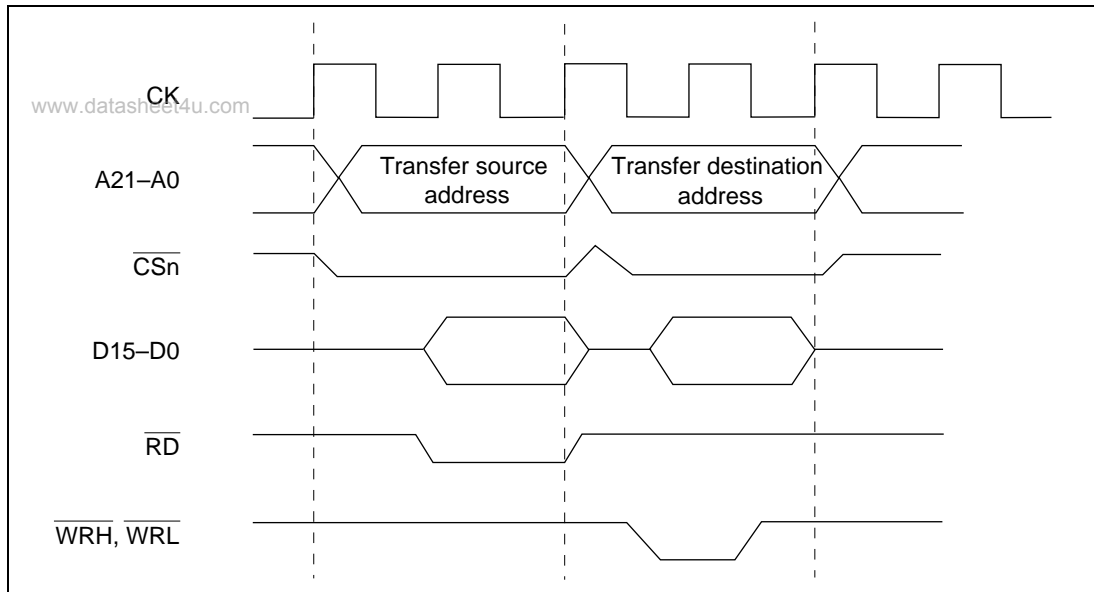 CK
www.datasheet4u.com
A21–A0
Transfer source
address
Transfer destination
address
CSn
D15–D0
RD
WRH, WRL